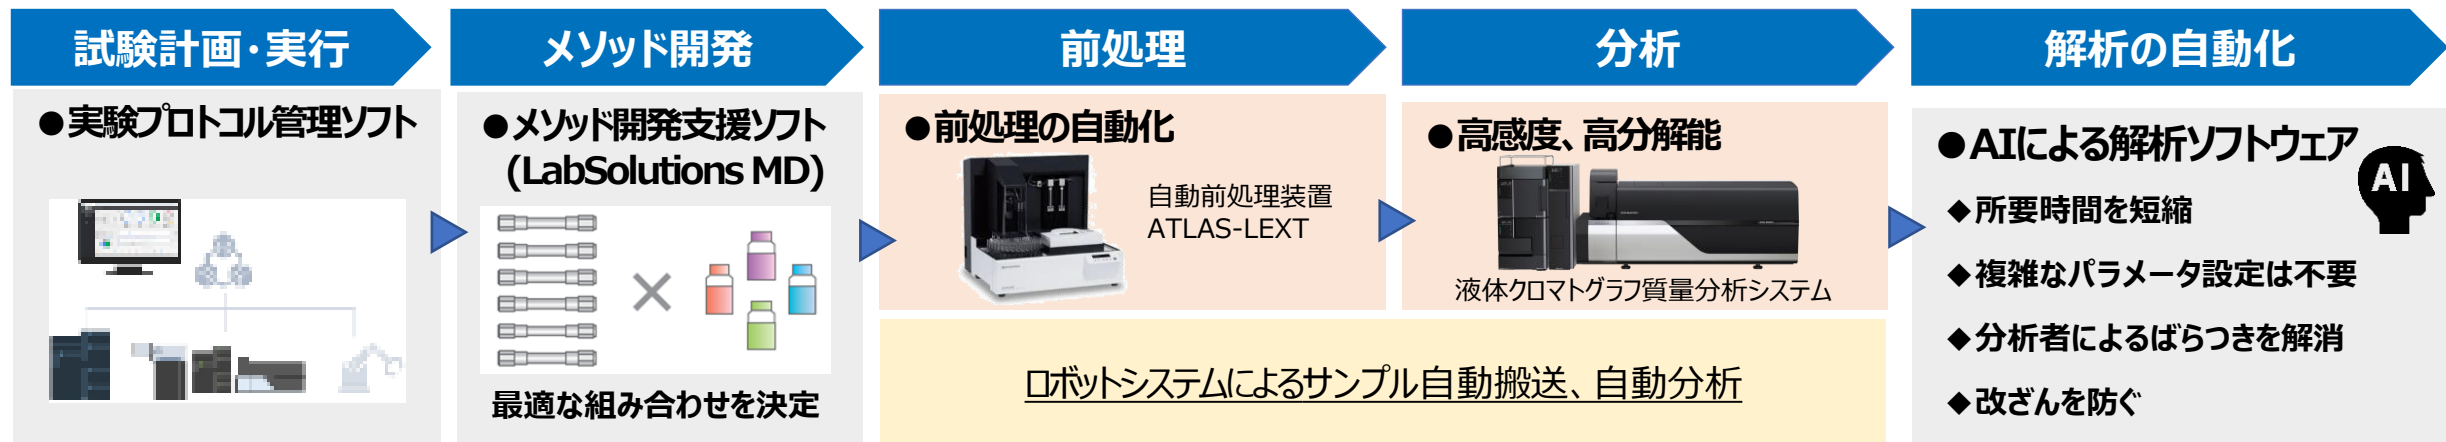 試験計画・実行
●実験プロトコル管理ソフト
メソッド開発
●メソッド開発支援ソフト
(LabSolutions MD)
最適な組み合わせを決定
前処理
●前処理の自動化
自動前処理装置
ATLAS-LEXT
分析
●高感度、高分解能
液体クロマトグラフ質量分析システム
ロボットシステムによるサンプル自動搬送、自動分析
解析の自動化
●AIによる解析ソフトウェア
AI
◆所要時間を短縮
◆複雑なパラメータ設定は不要
◆分析者によるばらつきを解消
◆改ざんを防ぐ